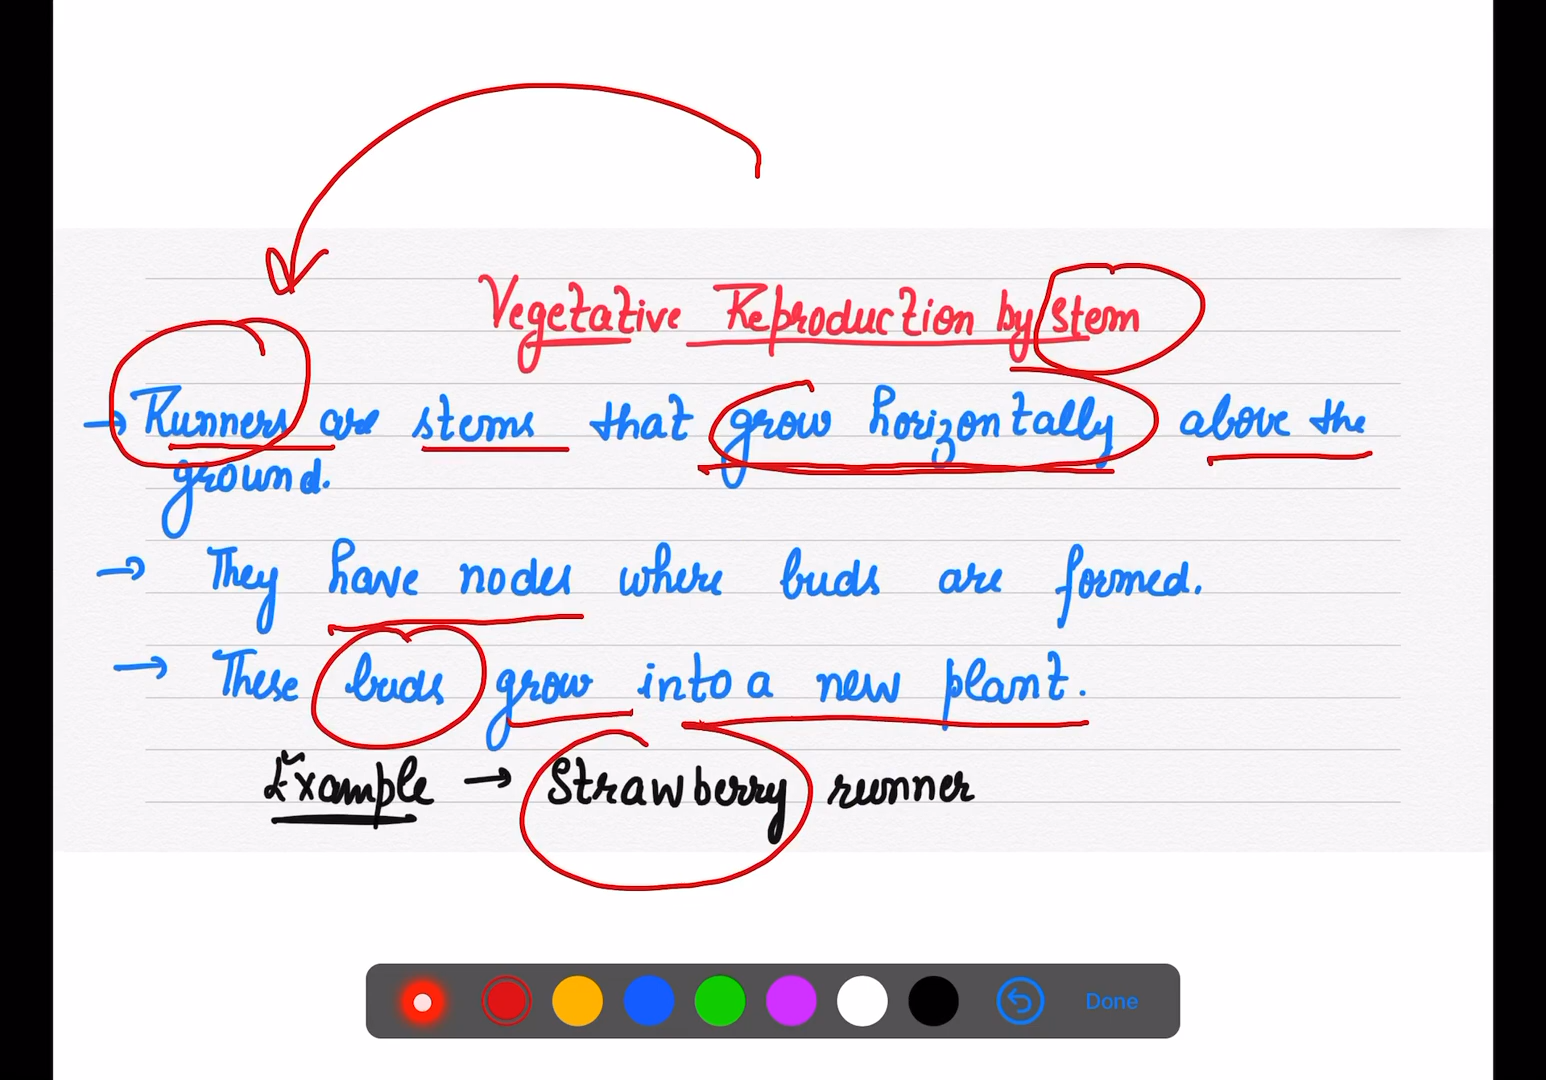 Vegetative Reproduction by stem
→ Runners are stems that grow horizontally above the
ground.
→ They have nodes where buds are formed.
→ These buds grow into a new plant.
Example → Strawberry runner
Done